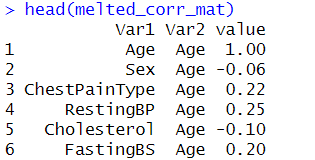 > head(melted_corr_mat)
Var1 Var2 value
1 Age Age 1.00
2 Sex Age -0.06
3 ChestPainType Age 0.22
4 RestingBP Age 0.25
5 Cholesterol Age -0.10
6 FastingBS Age 0.20